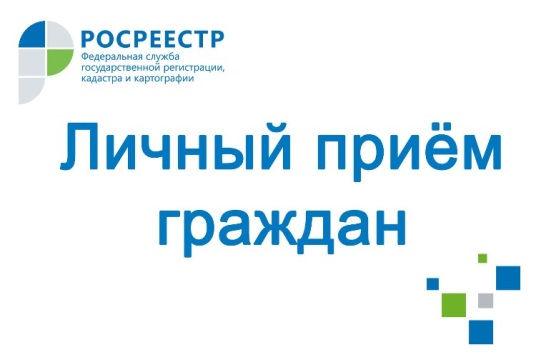 РОСРЕЕСТР
Федеральная служба
государственной регистрации,
кадастра и картографии
Личный приём
граждан